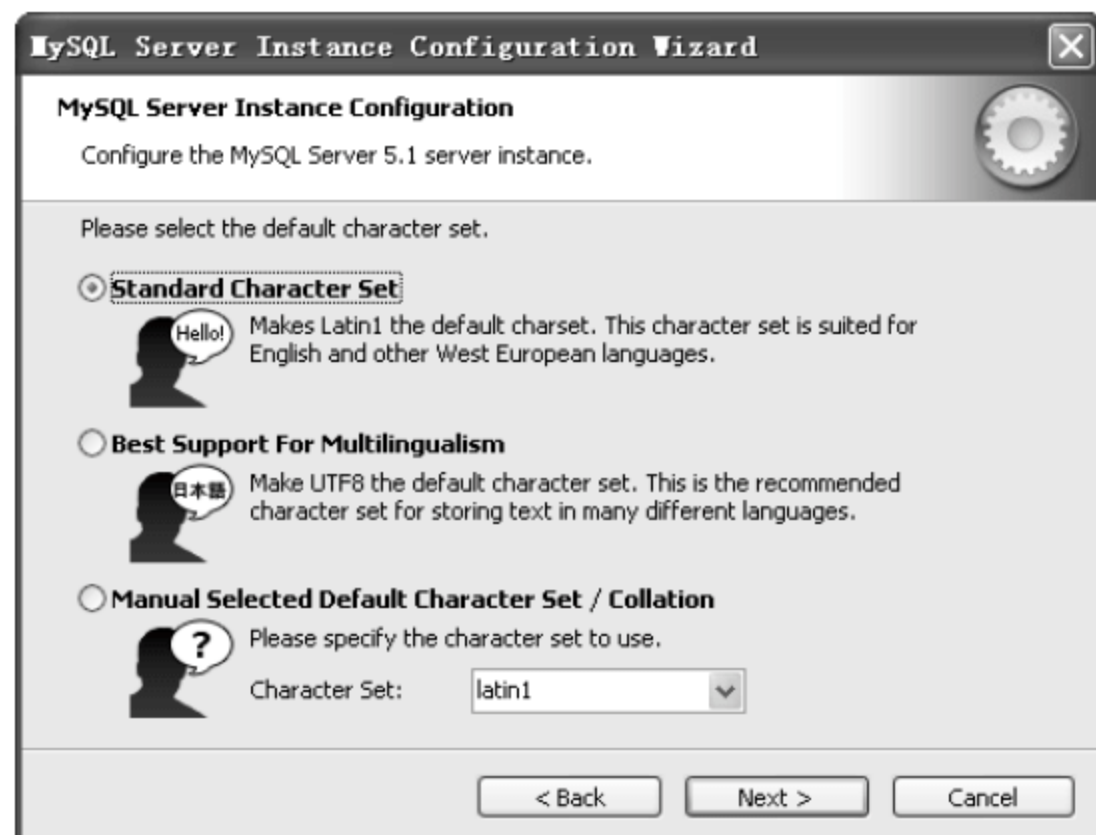 MySQL Server Instance Configuration Wizard
MySQL Server Instance Configuration
Configure the MySQL Server 5.1 server instance.
Please select the default character set.
Standard Character Set
Hello!
Makes Latin1 the default charset. This character set is suited for
English and other West European languages.
Best Support For Multilingualism
日本語
Make UTF8 the default character set. This is the recommended
character set for storing text in many different languages.
Manual Selected Default Character Set / Collation
?
Please specify the character set to use.
Character Set: latin1
< Back Next > Cancel